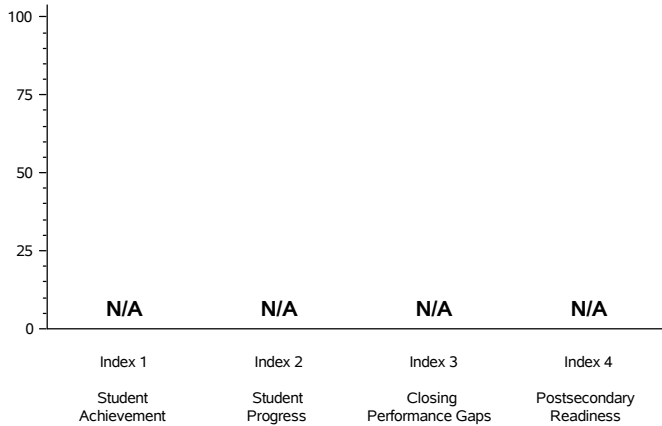 100
75
50
25
0
N/A N/A N/A N/A
Index 1 Index 2 Index 3 Index 4
Student Student Closing Postsecondary
Achievement Progress Performance Gaps Readiness